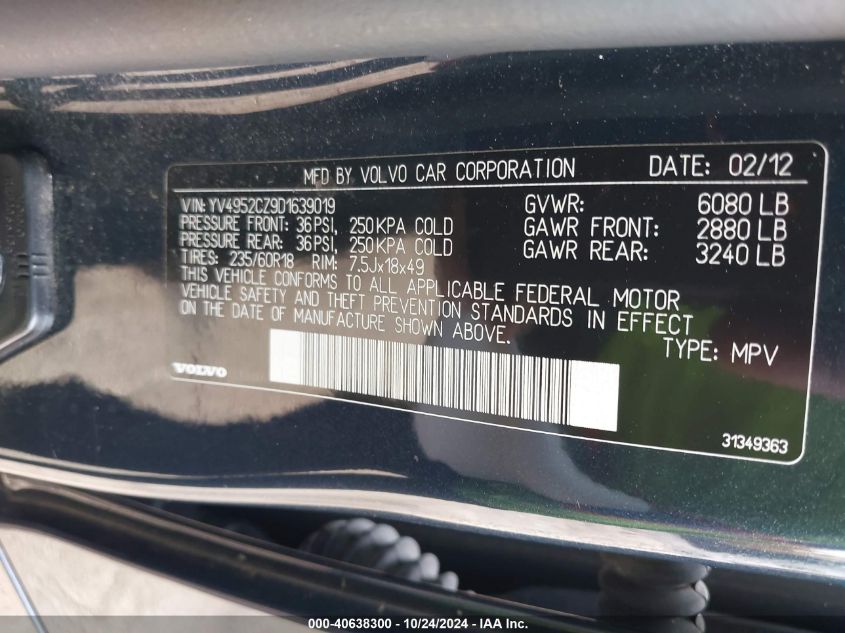 MFD BY VOLVO CAR CORPORATION DATE: 02/12
VIN: YV4952CZ9D1639019 GVWR: 6080 LB
PRESSURE FRONT: 36PSI, 250KPA COLD GAWR FRONT: 2880 LB
PRESSURE REAR: 36PSI, 250KPA COLD GAWR REAR: 3240 LB
TIRES: 235/60R18 RIM: 7.5Jx18x49
THIS VEHICLE CONFORMS TO ALL APPLICABLE FEDERAL MOTOR
VEHICLE SAFETY AND THEFT PREVENTION STANDARDS IN EFFECT
ON THE DATE OF MANUFACTURE SHOWN ABOVE.
TYPE: MPV
VOLVO
31349363
000-40638300 - 10/24/2024 - IAA Inc.